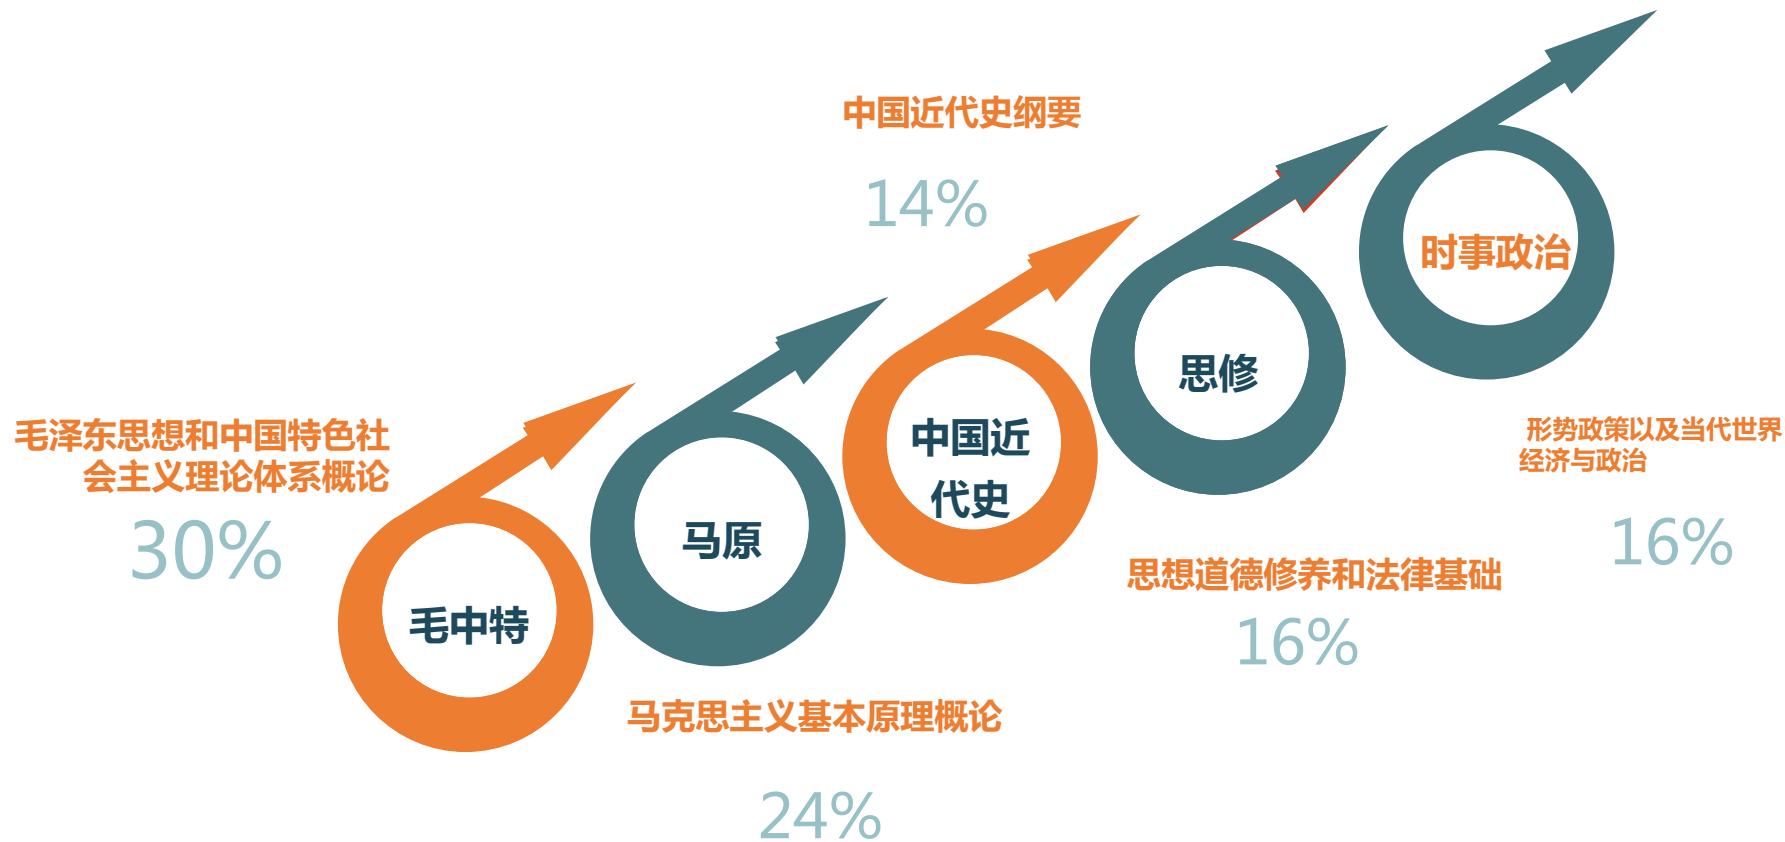 毛泽东思想和中国特色社
会主义理论体系概论
30%
毛中特
马原
马克思主义基本原理概论
24%
中国近代史纲要
14%
中国近
代史
思修
思想道德修养和法律基础
16%
时事政治
形势政策以及当代世界
经济与政治
16%